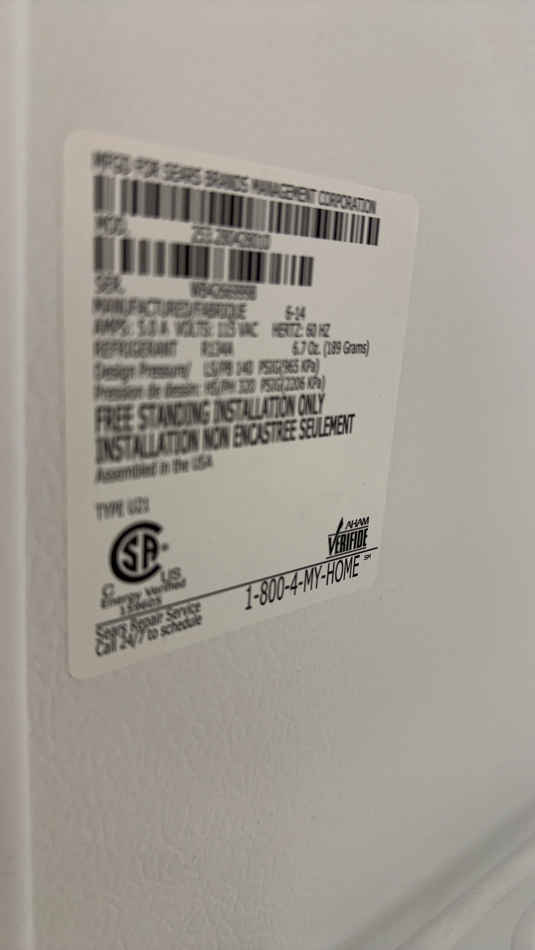 MFGD FOR SEARS BRANDS MANAGEMENT CORPORATION
MOD.
SER.
MANUFACTURED/FABRIQUE 6-14
AMPS: 5.0 A VOLTS: 115 VAC HERTZ: 60 HZ
REFRIGERANT R134A 6.7 Oz. (189 Grams)
Design Pressure/ LS/PB 140 PSIG(965 KPa)
Pression de dessin: HS/PH 320 PSIG(2206 KPa)
FREE STANDING INSTALLATION ONLY
INSTALLATION NON ENCASTREE SEULEMENT
Assembled in the USA
TYPE U21
SA
C US
AHAM
VERIFIDE
Energy Verified
159605
Sears Repair Service
Call 24/7 to schedule
1-800-4-MY-HOME SM